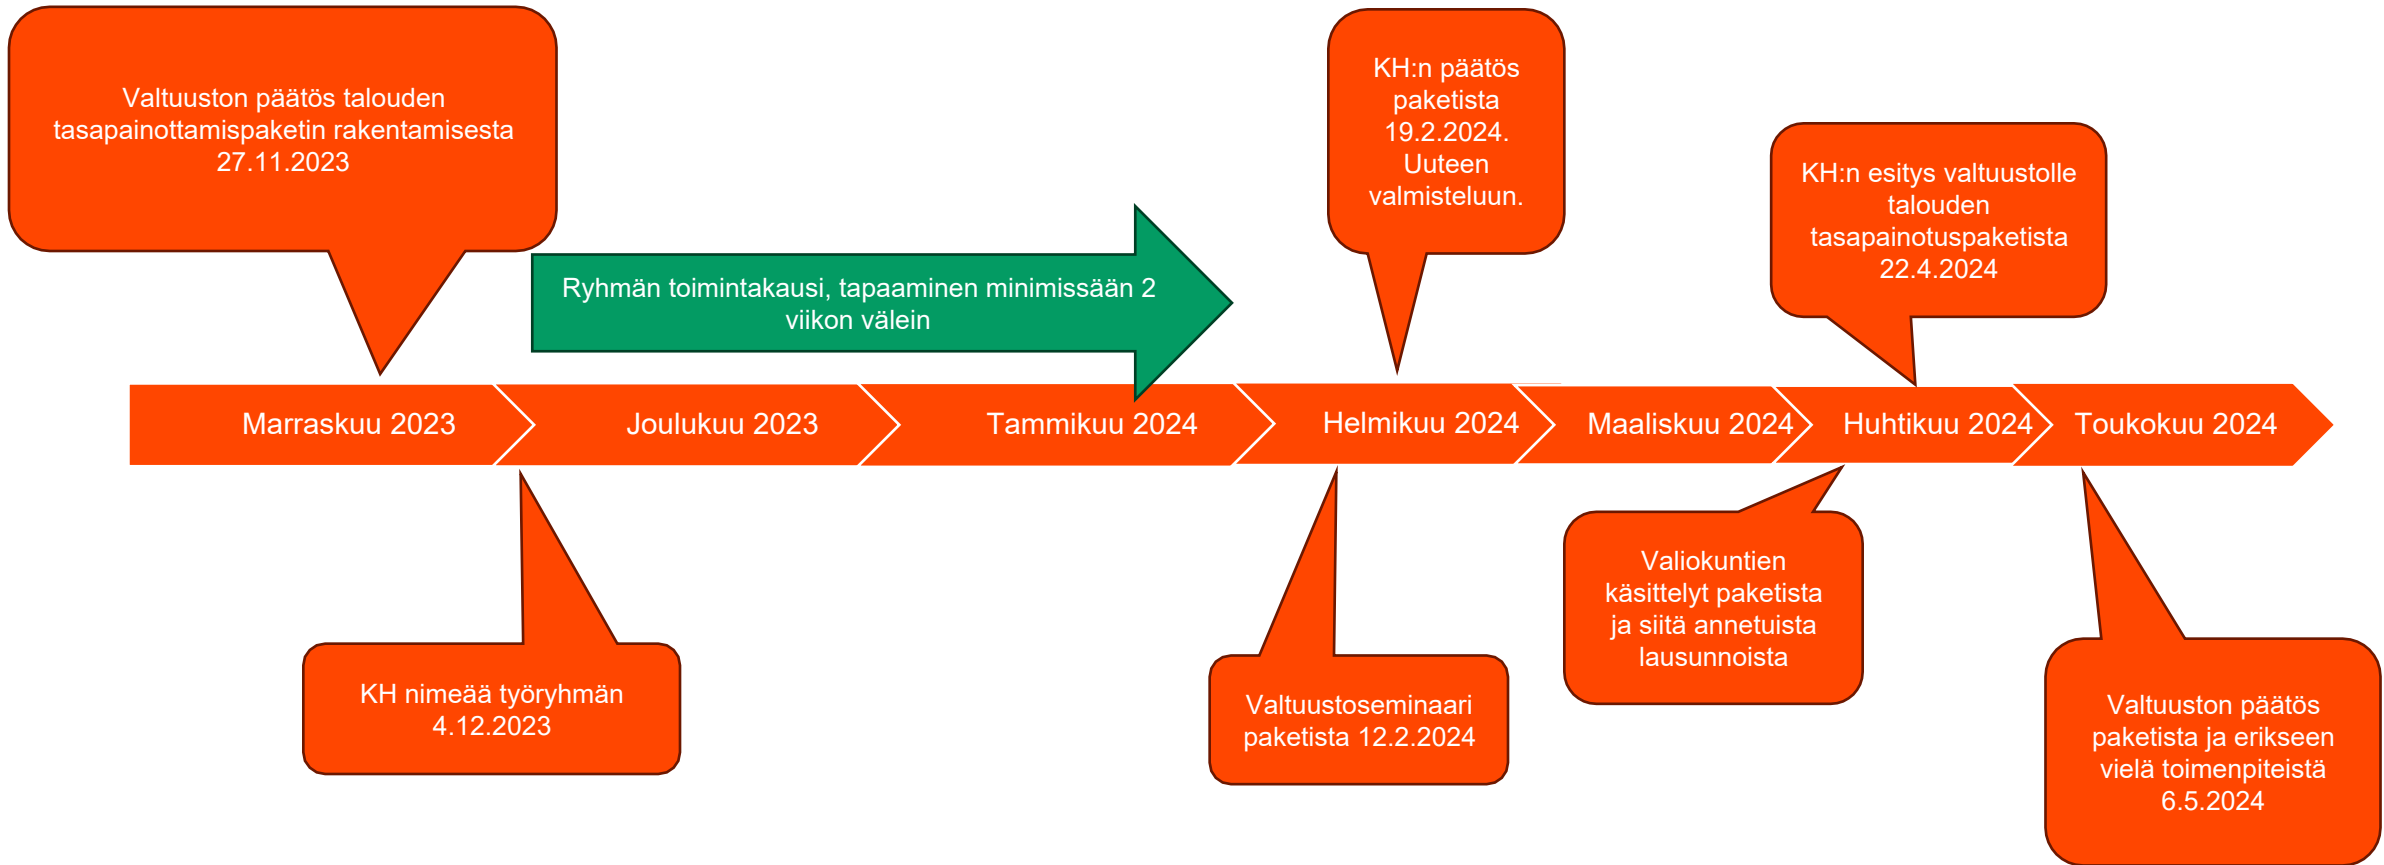 Valtuuston päätös talouden
tasapainottamispaketin rakentamisesta
27.11.2023
KH:n päätös
paketista
19.2.2024.
Uuteen
valmisteluun.
KH:n esitys valtuustolle
talouden
tasapainotuspaketista
22.4.2024
Ryhmän toimintakausi, tapaaminen minimissään 2
viikon välein
Marraskuu 2023
Joulukuu 2023
Tammikuu 2024
Helmikuu 2024
Maaliskuu 2024
Huhtikuu 2024
Toukokuu 2024
KH nimeää työryhmän
4.12.2023
Valtuustoseminaari
paketista 12.2.2024
Valiokuntien
käsittelyt paketista
ja siitä annetuista
lausunnoista
Valtuuston päätös
paketista ja erikseen
vielä toimenpiteistä
6.5.2024